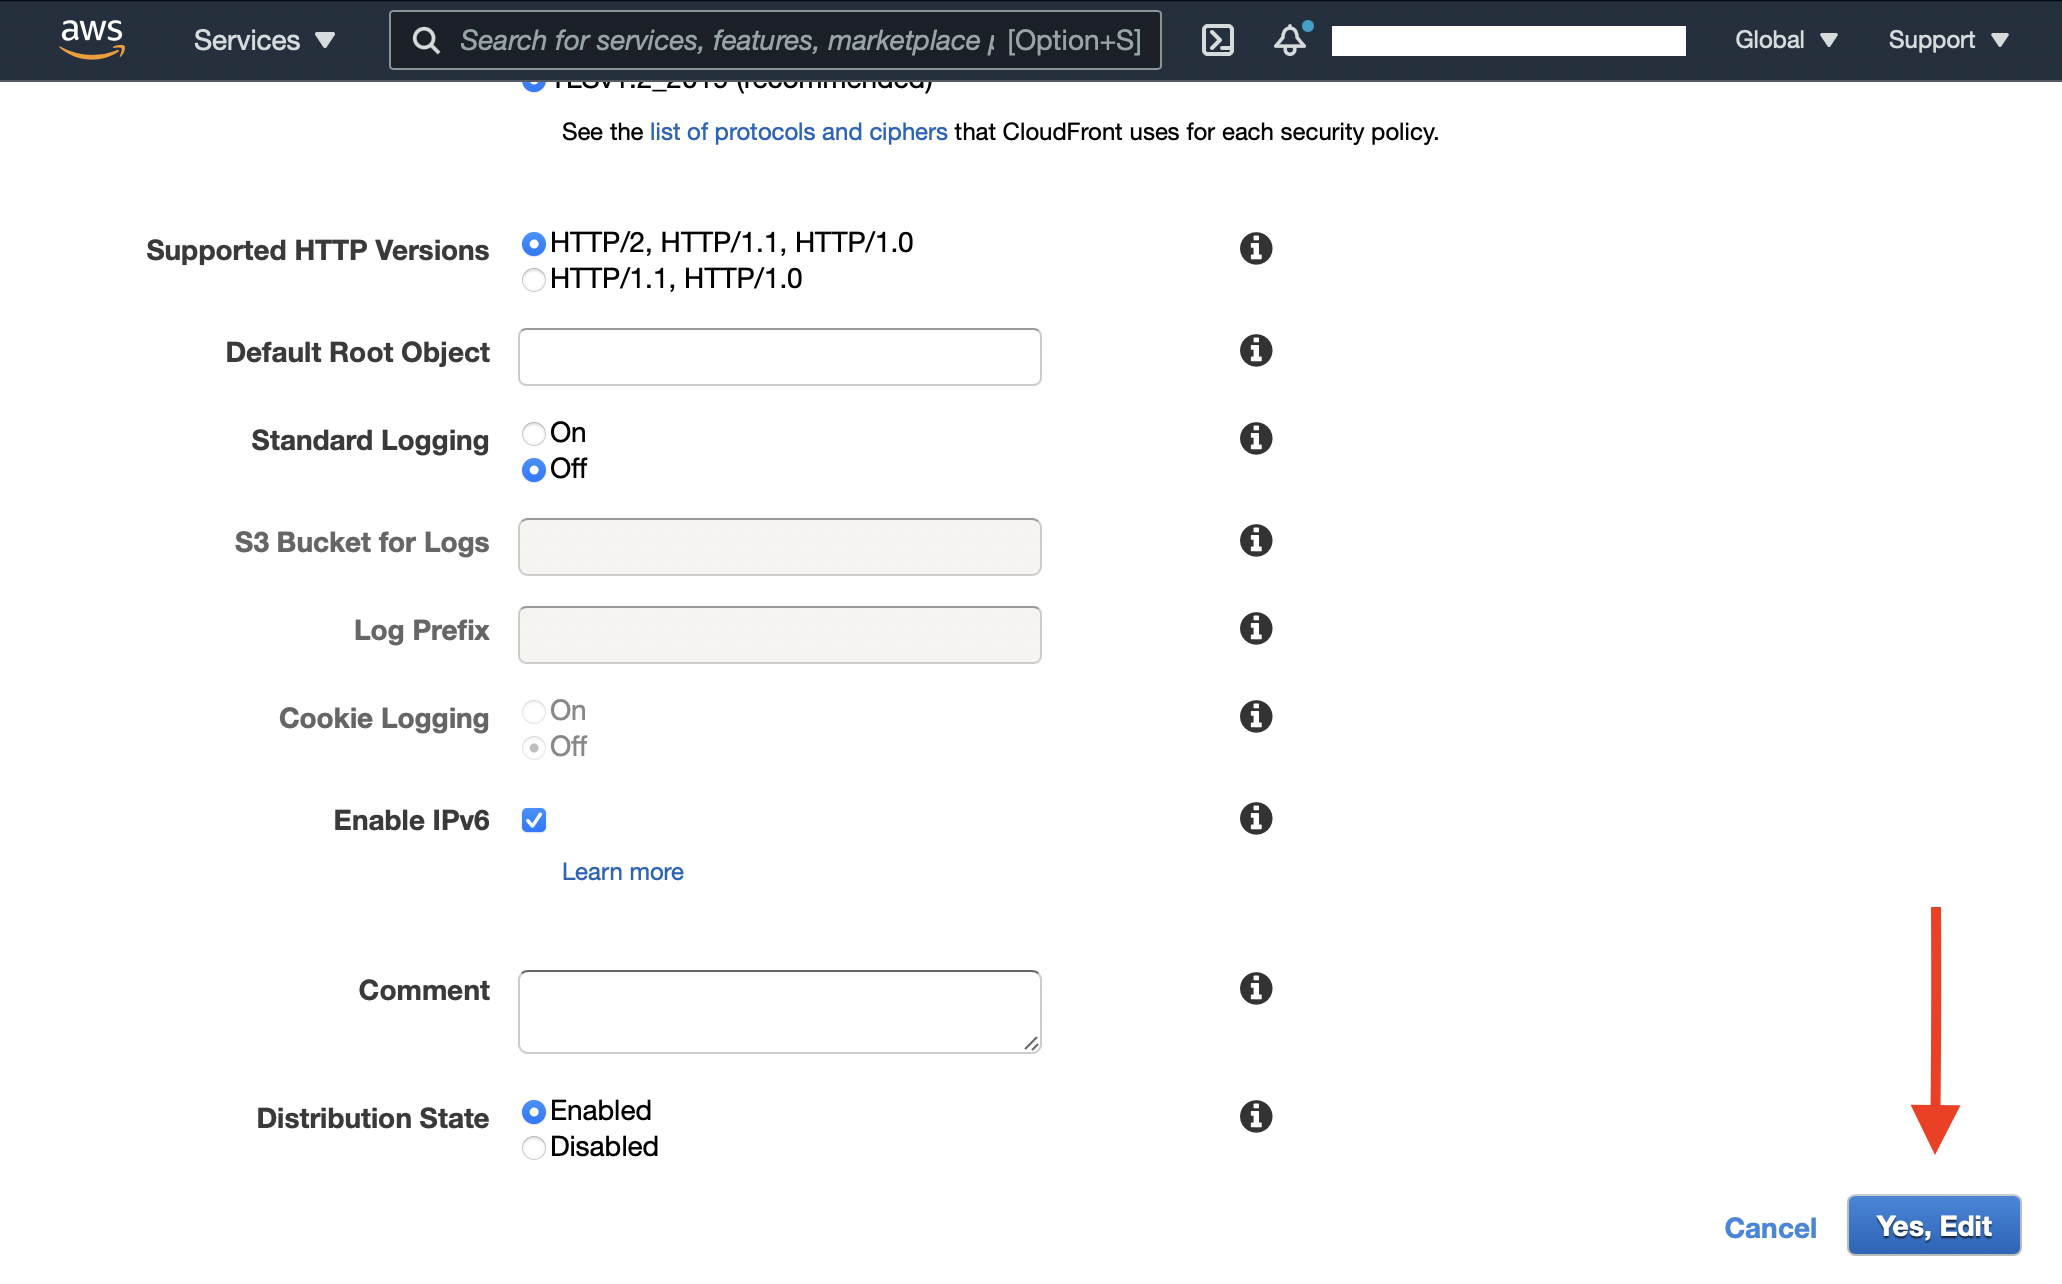 aws
Services
Search for services, features, marketplace p [Option+S]
Global
Support
TLSv1.2_2019 (recommended)
See the list of protocols and ciphers that CloudFront uses for each security policy.
Supported HTTP Versions
HTTP/2, HTTP/1.1, HTTP/1.0
HTTP/1.1, HTTP/1.0
Default Root Object
Standard Logging
On
Off
S3 Bucket for Logs
Log Prefix
Cookie Logging
On
Off
Enable IPv6
Learn more
Comment
Distribution State
Enabled
Disabled
Cancel
Yes, Edit